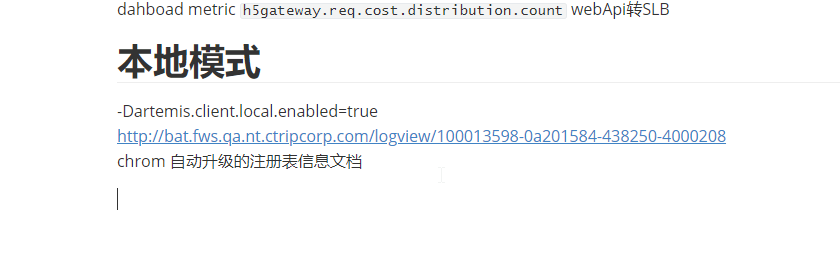 dahboad metric h5gateway.req.cost.distribution.count webApi转SLB
本地模式
-Dartemis.client.local.enabled=true
http://bat.fws.qa.nt.ctripcorp.com/logview/100013598-0a201584-438250-4000208
chrom 自动升级的注册表信息文档